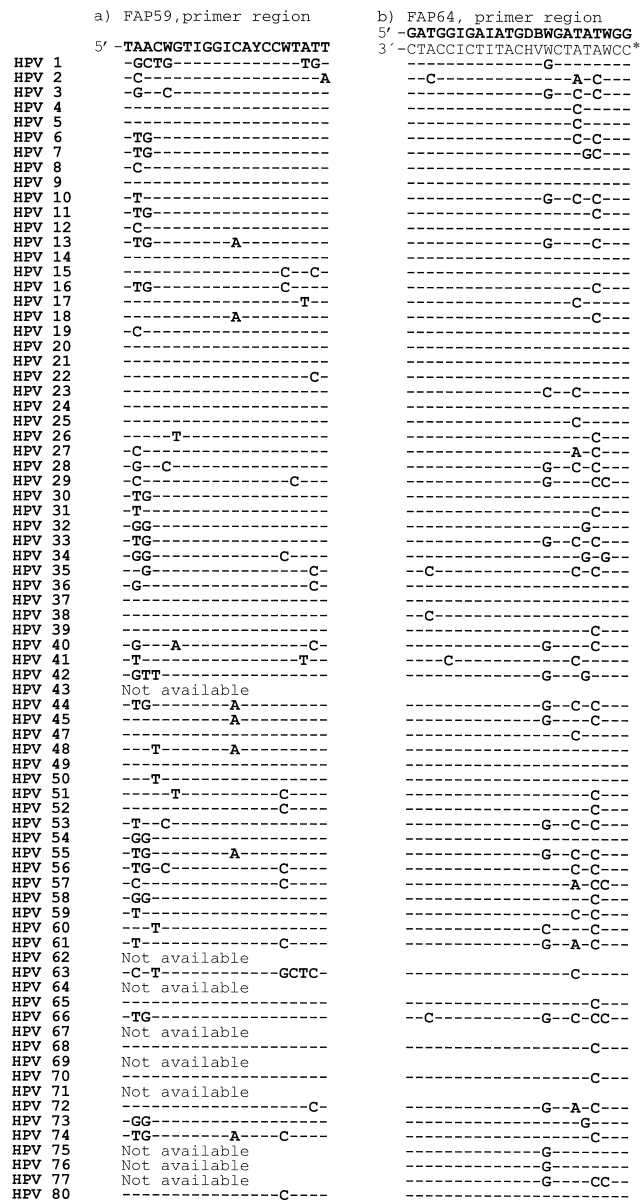 a) FAP59,primer region
b) FAP64, primer region
5' -TAACWGTIGGICAYCCWTATT
5' -GATGGIGAIATGDBWGATATWGG
3´-CTACCICTITACHVWCTATAWCC*
HPV 1 -GCTG-------------TG- --------------G--------
HPV 2 -C------------------A --C--------------A-C---
HPV 3 -G--C---------------- --------------G--C-C---
HPV 4 --------------------- -----------------C-----
HPV 5 --------------------- -----------------C-----
HPV 6 -TG------------------ -----------------C-C---
HPV 7 -TG------------------ ------------------GC---
HPV 8 -C------------------- -----------------------
HPV 9 --------------------- -----------------------
HPV 10 -T------------------- --------------G--C-C---
HPV 11 -TG------------------ -------------------C---
HPV 12 -C------------------- -----------------------
HPV 13 -TG--------A--------- --------------G----C---
HPV 14 --------------------- -----------------------
HPV 15 ----------------C--C- -----------------------
HPV 16 -TG-------------C---- -------------------C---
HPV 17 ------------------T-- -----------------C-----
HPV 18 -----------A--------- -------------------C---
HPV 19 -C------------------- -----------------------
HPV 20 --------------------- -----------------------
HPV 21 --------------------- -----------------------
HPV 22 -------------------C- -----------------------
HPV 23 --------------------- --------------C--C-----
HPV 24 --------------------- -----------------------
HPV 25 --------------------- -----------------C-----
HPV 26 -----T--------------- -------------------C---
HPV 27 -C------------------- -----------------A-C---
HPV 28 -G--C---------------- --------------G--C-C---
HPV 29 -C---------------C--- --------------G----CC--
HPV 30 -TG------------------ -----------------------
HPV 31 -T------------------- -------------------C---
HPV 32 -GG------------------ ------------------G----
HPV 33 -TG------------------ --------------G--C-C---
HPV 34 -GG-------------C---- ------------------G-G--
HPV 35 --G----------------C- --C--------------C-C---
HPV 36 -G-----------------C- -----------------------
HPV 37 --------------------- -----------------------
HPV 38 --------------------- --C--------------------
HPV 39 --------------------- -------------------C---
HPV 40 -G---A-------------C- --------------G----C---
HPV 41 -T----------------T-- ----C------------C-----
HPV 42 -GTT----------------- --------------G---G----
HPV 43 Not available -----------------------
HPV 44 -TG--------A--------- --------------G--C-C---
HPV 45 -----------A--------- --------------G----C---
HPV 47 --------------------- -----------------C-----
HPV 48 ---T-------A--------- -----------------------
HPV 49 --------------------- -----------------------
HPV 50 ---T----------------- -----------------------
HPV 51 -----T----------C---- -------------------C---
HPV 52 ----------------C---- -------------------C---
HPV 53 -T--C---------------- --------------G--C-C---
HPV 54 -GG------------------ -----------------------
HPV 55 -TG--------A--------- --------------G--C-C---
HPV 56 -TG-C-----------C---- -----------------C-C---
HPV 57 -C--------------C---- -----------------A-CC--
HPV 58 -GG------------------ -------------------C---
HPV 59 -T------------------- -----------------C-C---
HPV 60 ---T----------------- --------------C----C---
HPV 61 -T--------------C---- --------------G--A-C---
HPV 62 Not available -----------------------
HPV 63 -C-T------------GCTC- -----------------C-----
HPV 64 Not available -----------------------
HPV 65 --------------------- -------------------C---
HPV 66 -TG------------------ --C-----------G--C-CC--
HPV 67 Not available -----------------------
HPV 68 --------------------- -------------------C---
HPV 69 Not available -----------------------
HPV 70 --------------------- -------------------C---
HPV 71 Not available -----------------------
HPV 72 -------------------C- --------------G--A-C---
HPV 73 -GG------------------ ------------------G----
HPV 74 -TG--------A----C---- -------------------C---
HPV 75 Not available --------------G--------
HPV 76 Not available --------------G--------
HPV 77 Not available --------------G----CC--
HPV 80 ----------------C---- -----------------------